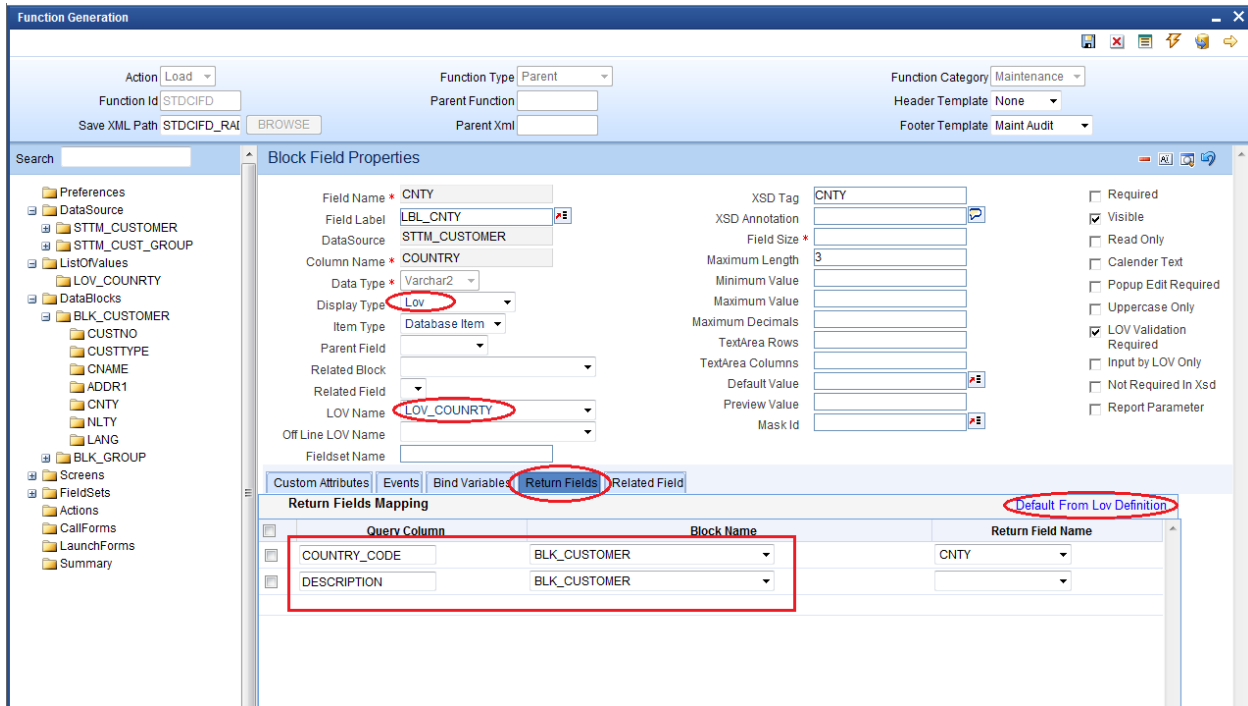 Function Generation
Action Load Function Type Parent Function Category Maintenance
Function Id STDCIFD Parent Function Header Template None
Save XML Path STDCIFD_RAD BROWSE Parent Xml Footer Template Maint Audit
Search
Preferences
DataSource
STTM_CUSTOMER
STTM_CUST_GROUP
ListOfValues
LOV_COUNRTY
DataBlocks
BLK_CUSTOMER
CUSTNO
CUSTTYPE
CNAME
ADDR1
CNTY
NLTY
LANG
BLK_GROUP
Screens
FieldSets
Actions
CallForms
LaunchForms
Summary
Block Field Properties
Field Name * CNTY
Field Label LBL_CNTY
DataSource STTM_CUSTOMER
Column Name * COUNTRY
Data Type * Varchar2
Display Type Lov
Item Type Database Item
Parent Field
Related Block
Related Field
LOV Name LOV_COUNRTY
Off Line LOV Name
Fieldset Name
XSD Tag CNTY
XSD Annotation
Field Size *
Maximum Length 3
Minimum Value
Maximum Value
Maximum Decimals
TextArea Rows
TextArea Columns
Default Value
Preview Value
Mask Id
Required
Visible
Read Only
Calender Text
Popup Edit Required
Uppercase Only
LOV Validation
Required
Input by LOV Only
Not Required In Xsd
Report Parameter
Custom Attributes Events Bind Variables Return Fields Related Field
Return Fields Mapping Default From Lov Definition
Query Column Block Name Return Field Name
COUNTRY_CODE BLK_CUSTOMER CNTY
DESCRIPTION BLK_CUSTOMER